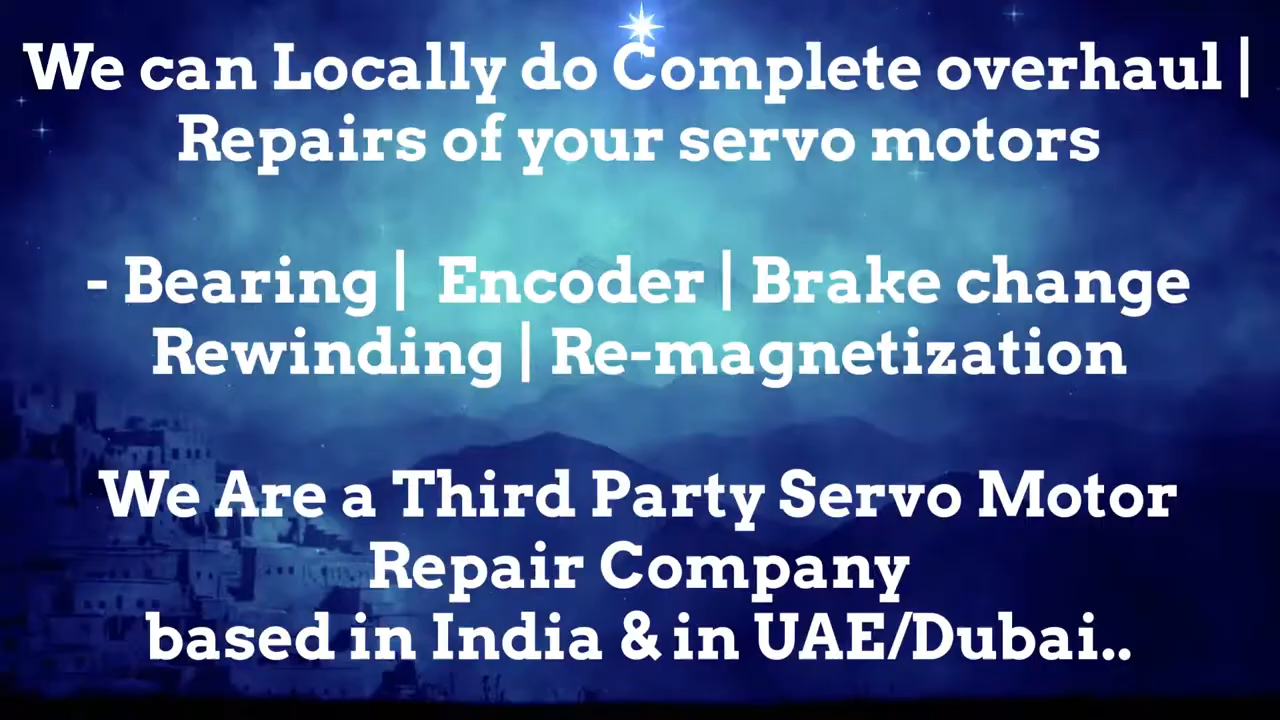 We can Locally do Complete overhaul |
Repairs of your servo motors
- Bearing | Encoder | Brake change
Rewinding | Re-magnetization
We Are a Third Party Servo Motor
Repair Company
based in India & in UAE/Dubai..